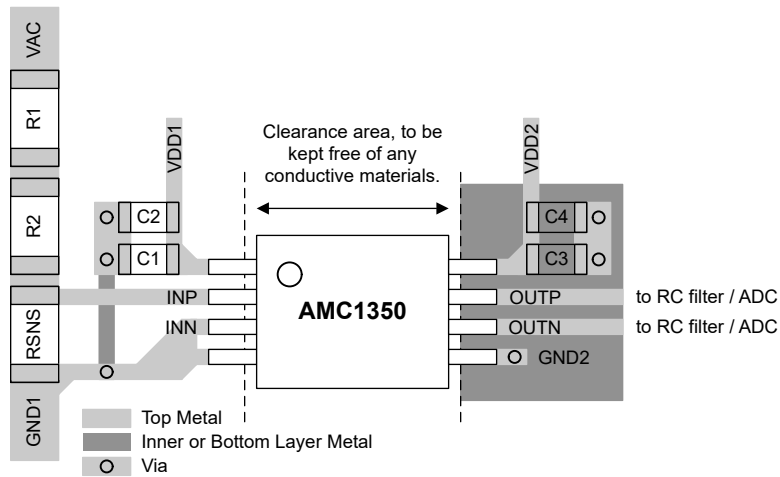 VAC
R1
R2
RSNS
GND1
VDD1
C2
C1
INP
INN
Clearance area, to be
kept free of any
conductive materials.
AMC1350
VDD2
C4
C3
OUTP
to RC filter / ADC
OUTN
to RC filter / ADC
GND2
Top Metal
Inner or Bottom Layer Metal
Via